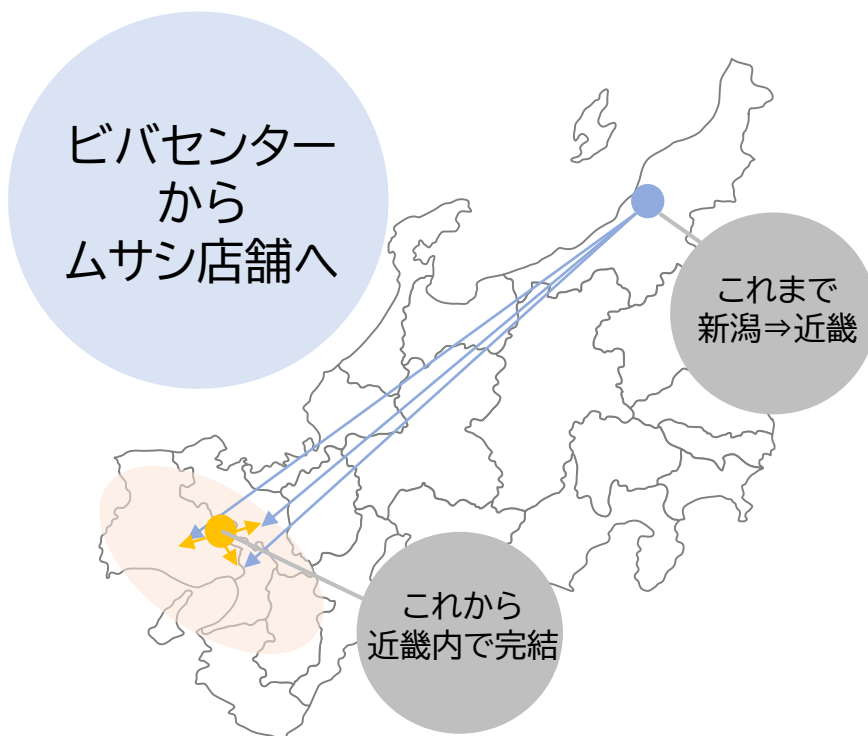 ビバセンター
から
ムサシ店舗へ
これまで
新潟⇒近畿
これから
近畿内で完結